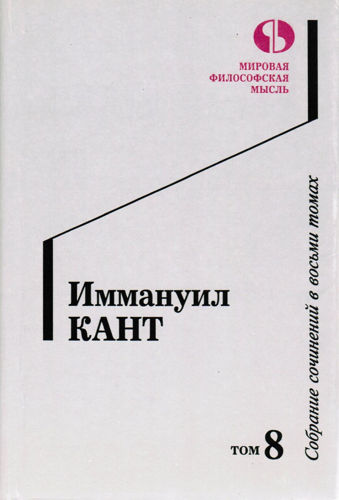 МИРОВАЯ
ФИЛОСОФСКАЯ
МЫСЛЬ
Иммануил
КАНТ
Собрание сочинений в восьми томах
том 8